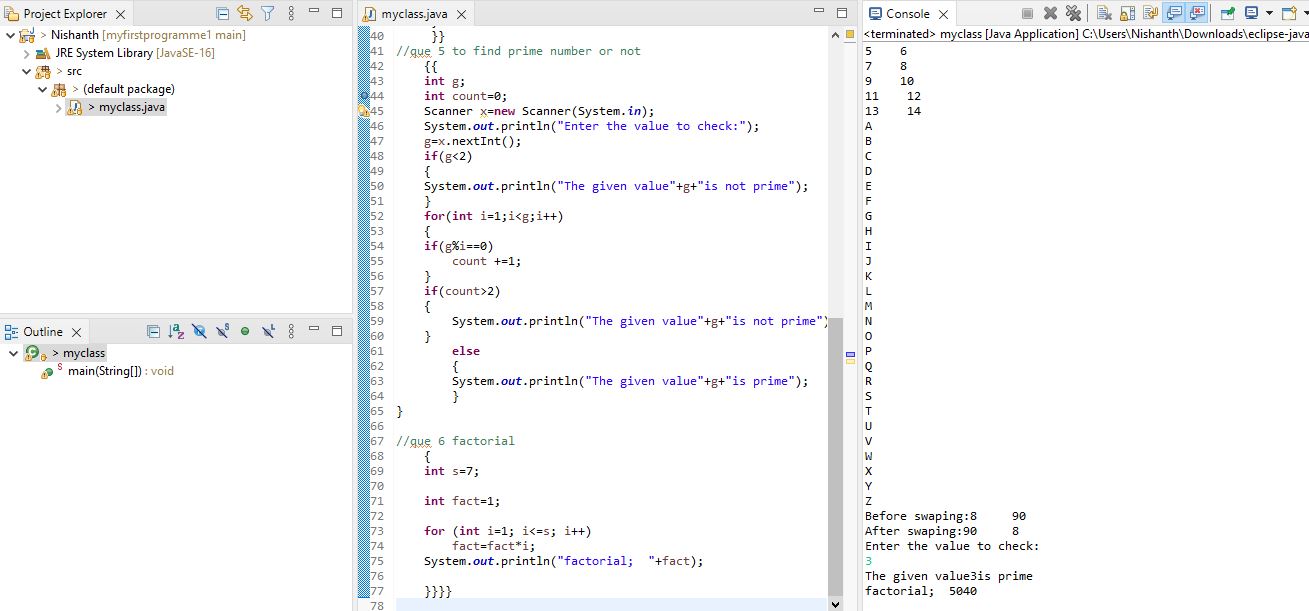 Project Explorer
> Nishanth [myfirstprogramme1 main]
JRE System Library [JavaSE-16]
> src
> (default package)
> myclass.java
Outline
> myclass
main(String[]) : void
myclass.java
40 }}
41 //que 5 to find prime number or not
42 {{
43 int g;
44 int count=0;
45 Scanner x=new Scanner(System.in);
46 System.out.println("Enter the value to check:");
47 g=x.nextInt();
48 if(g<2)
49 {
50 System.out.println("The given value"+g+"is not prime");
51 }
52 for(int i=1;i<g;i++)
53 {
54 if(g%i==0)
55 count +=1;
56 }
57 if(count>2)
58 {
59 System.out.println("The given value"+g+"is not prime")
60 }
61 else
62 {
63 System.out.println("The given value"+g+"is prime");
64 }
65 }
66
67 //que 6 factorial
68 {
69 int s=7;
70
71 int fact=1;
72
73 for (int i=1; i<=s; i++)
74 fact=fact*i;
75 System.out.println("factorial;  "+fact);
76
77 }}}}
78
Console
<terminated> myclass [Java Application] C:\Users\Nishanth\Downloads\eclipse-java
5 6
7 8
9 10
11 12
13 14
A
B
C
D
E
F
G
H
I
J
K
L
M
N
O
P
Q
R
S
T
U
V
W
X
Y
Z
Before swaping:8 90
After swaping:90 8
Enter the value to check:
3
The given value3is prime
factorial;  5040